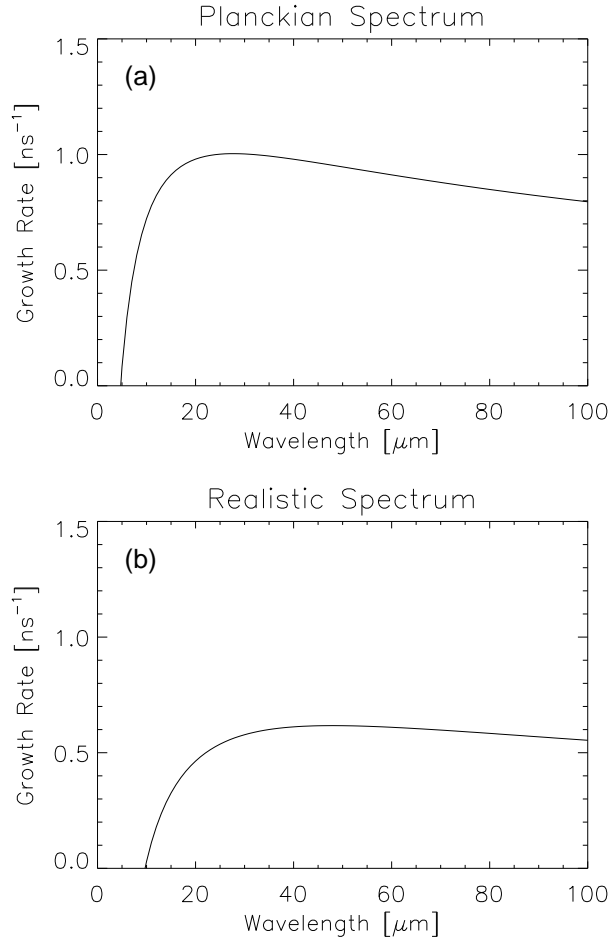 Planckian Spectrum
(a)
Growth Rate [ns⁻¹]
1.5
1.0
0.5
0.0
0 20 40 60 80 100
Wavelength [μm]
Realistic Spectrum
(b)
Growth Rate [ns⁻¹]
1.5
1.0
0.5
0.0
0 20 40 60 80 100
Wavelength [μm]